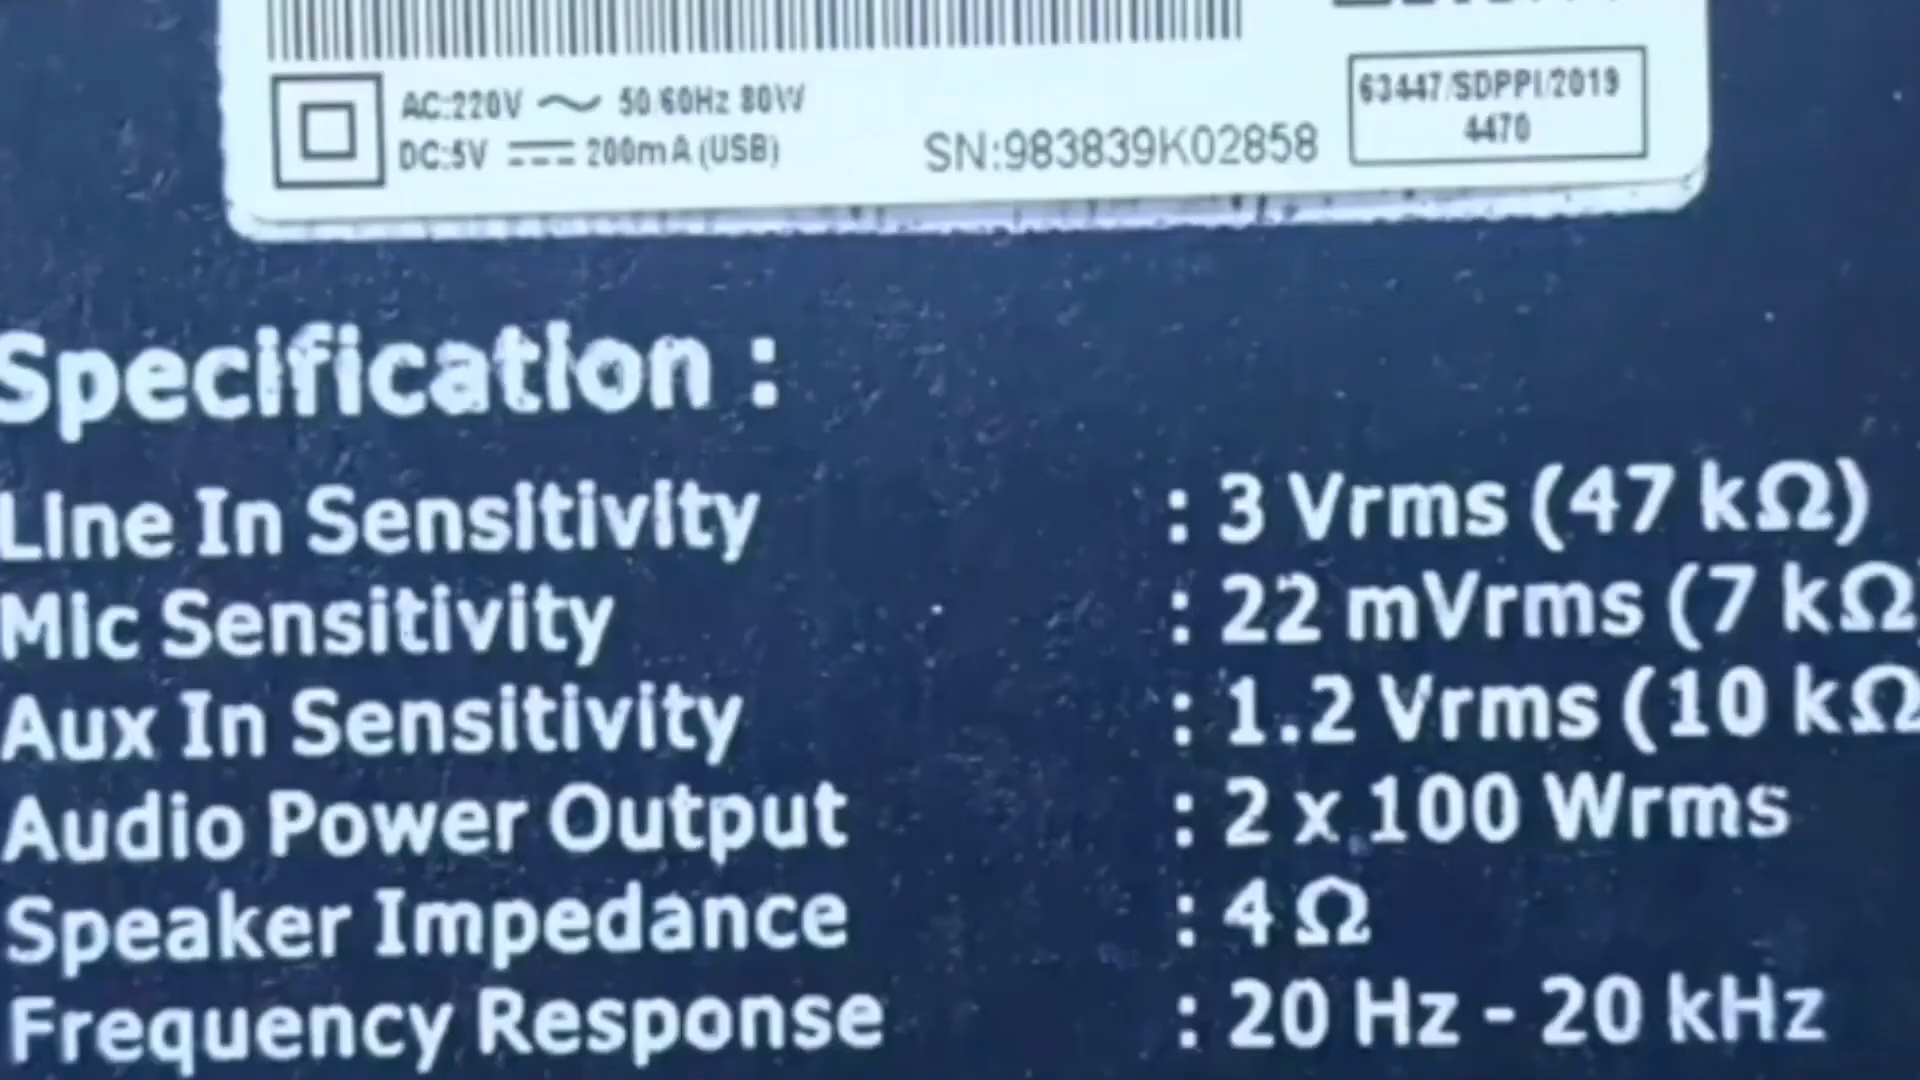 AC:220V ~ 50/60Hz 80W
DC:5V ⎓ 200mA (USB)
SN:983839K02858
63447/SDPPI/2019
4470
Specification :
Line In Sensitivity : 3 Vrms (47 kΩ)
Mic Sensitivity : 22 mVrms (7 kΩ
Aux In Sensitivity : 1.2 Vrms (10 kΩ
Audio Power Output : 2 x 100 Wrms
Speaker Impedance : 4 Ω
Frequency Response : 20 Hz - 20 kHz